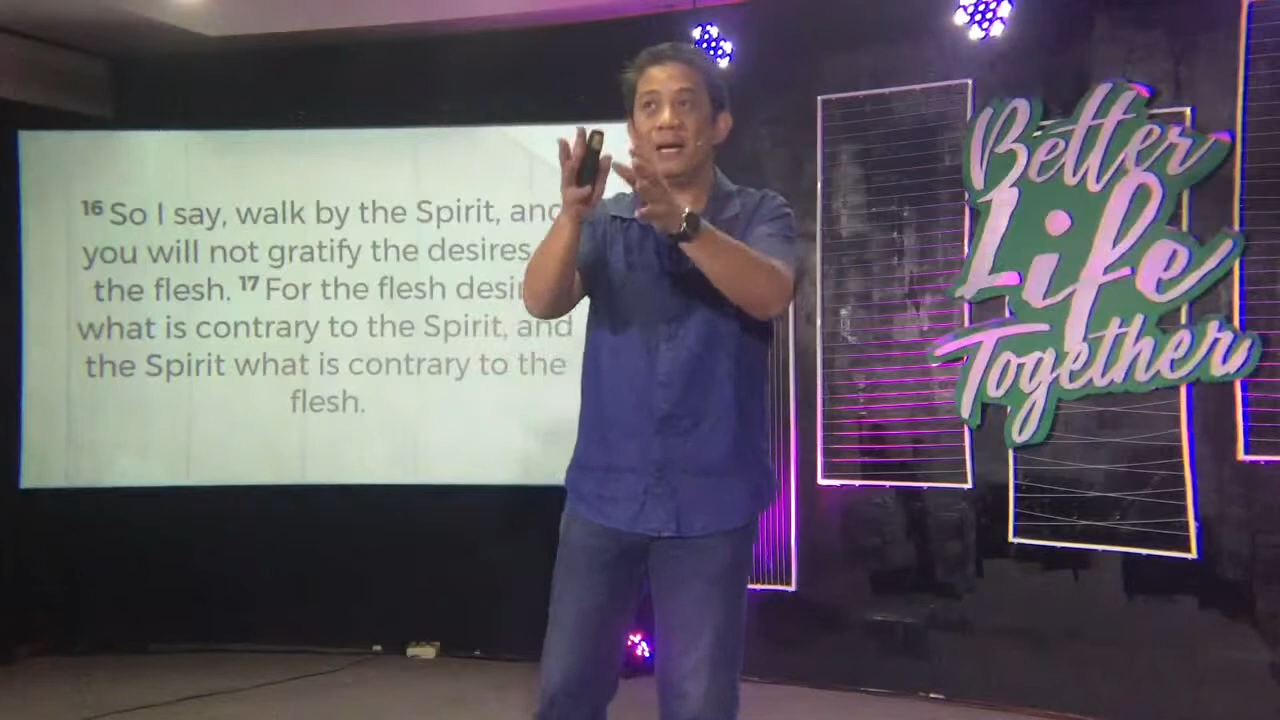 16 So I say, walk by the Spirit, and
you will not gratify the desires
the flesh. 17 For the flesh
what is contrary to the Spirit, and
the Spirit what is contrary to the
flesh.
Better
Life
Together